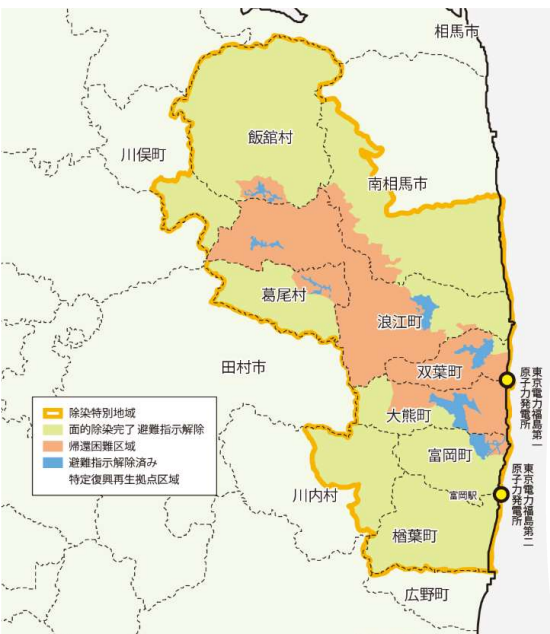 相馬市
飯舘村
川俣町
南相馬市
葛尾村
浪江町
田村市
双葉町
東京電力福島第一
原子力発電所
大熊町
除染特別地域
面的除染完了 避難指示解除
帰還困難区域
避難指示解除済み
特定復興再生拠点区域
富岡町
川内村
富岡駅
東京電力福島第二
原子力発電所
楢葉町
広野町